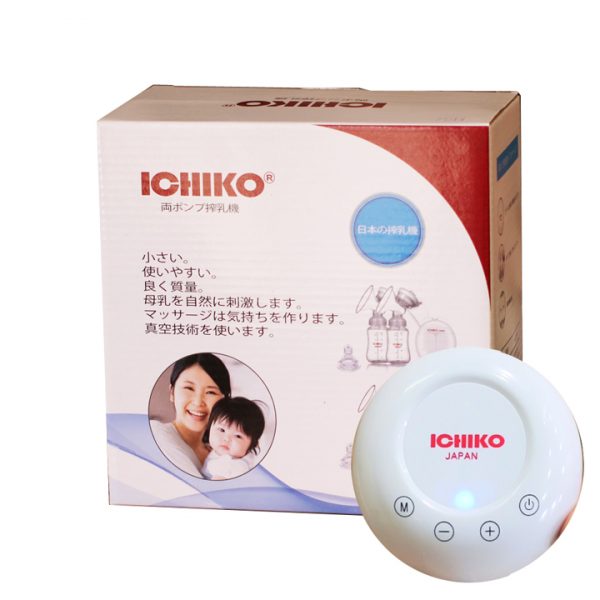 ICHIKO®
ICHIKO®
両ポンプ搾乳機
日本の搾乳機
小さい。
使いやすい。
良く質量。
母乳を自然に刺激します。
マッサージは気持ちを作ります。
真空技術を使います。
ICHIKO
JAPAN
M